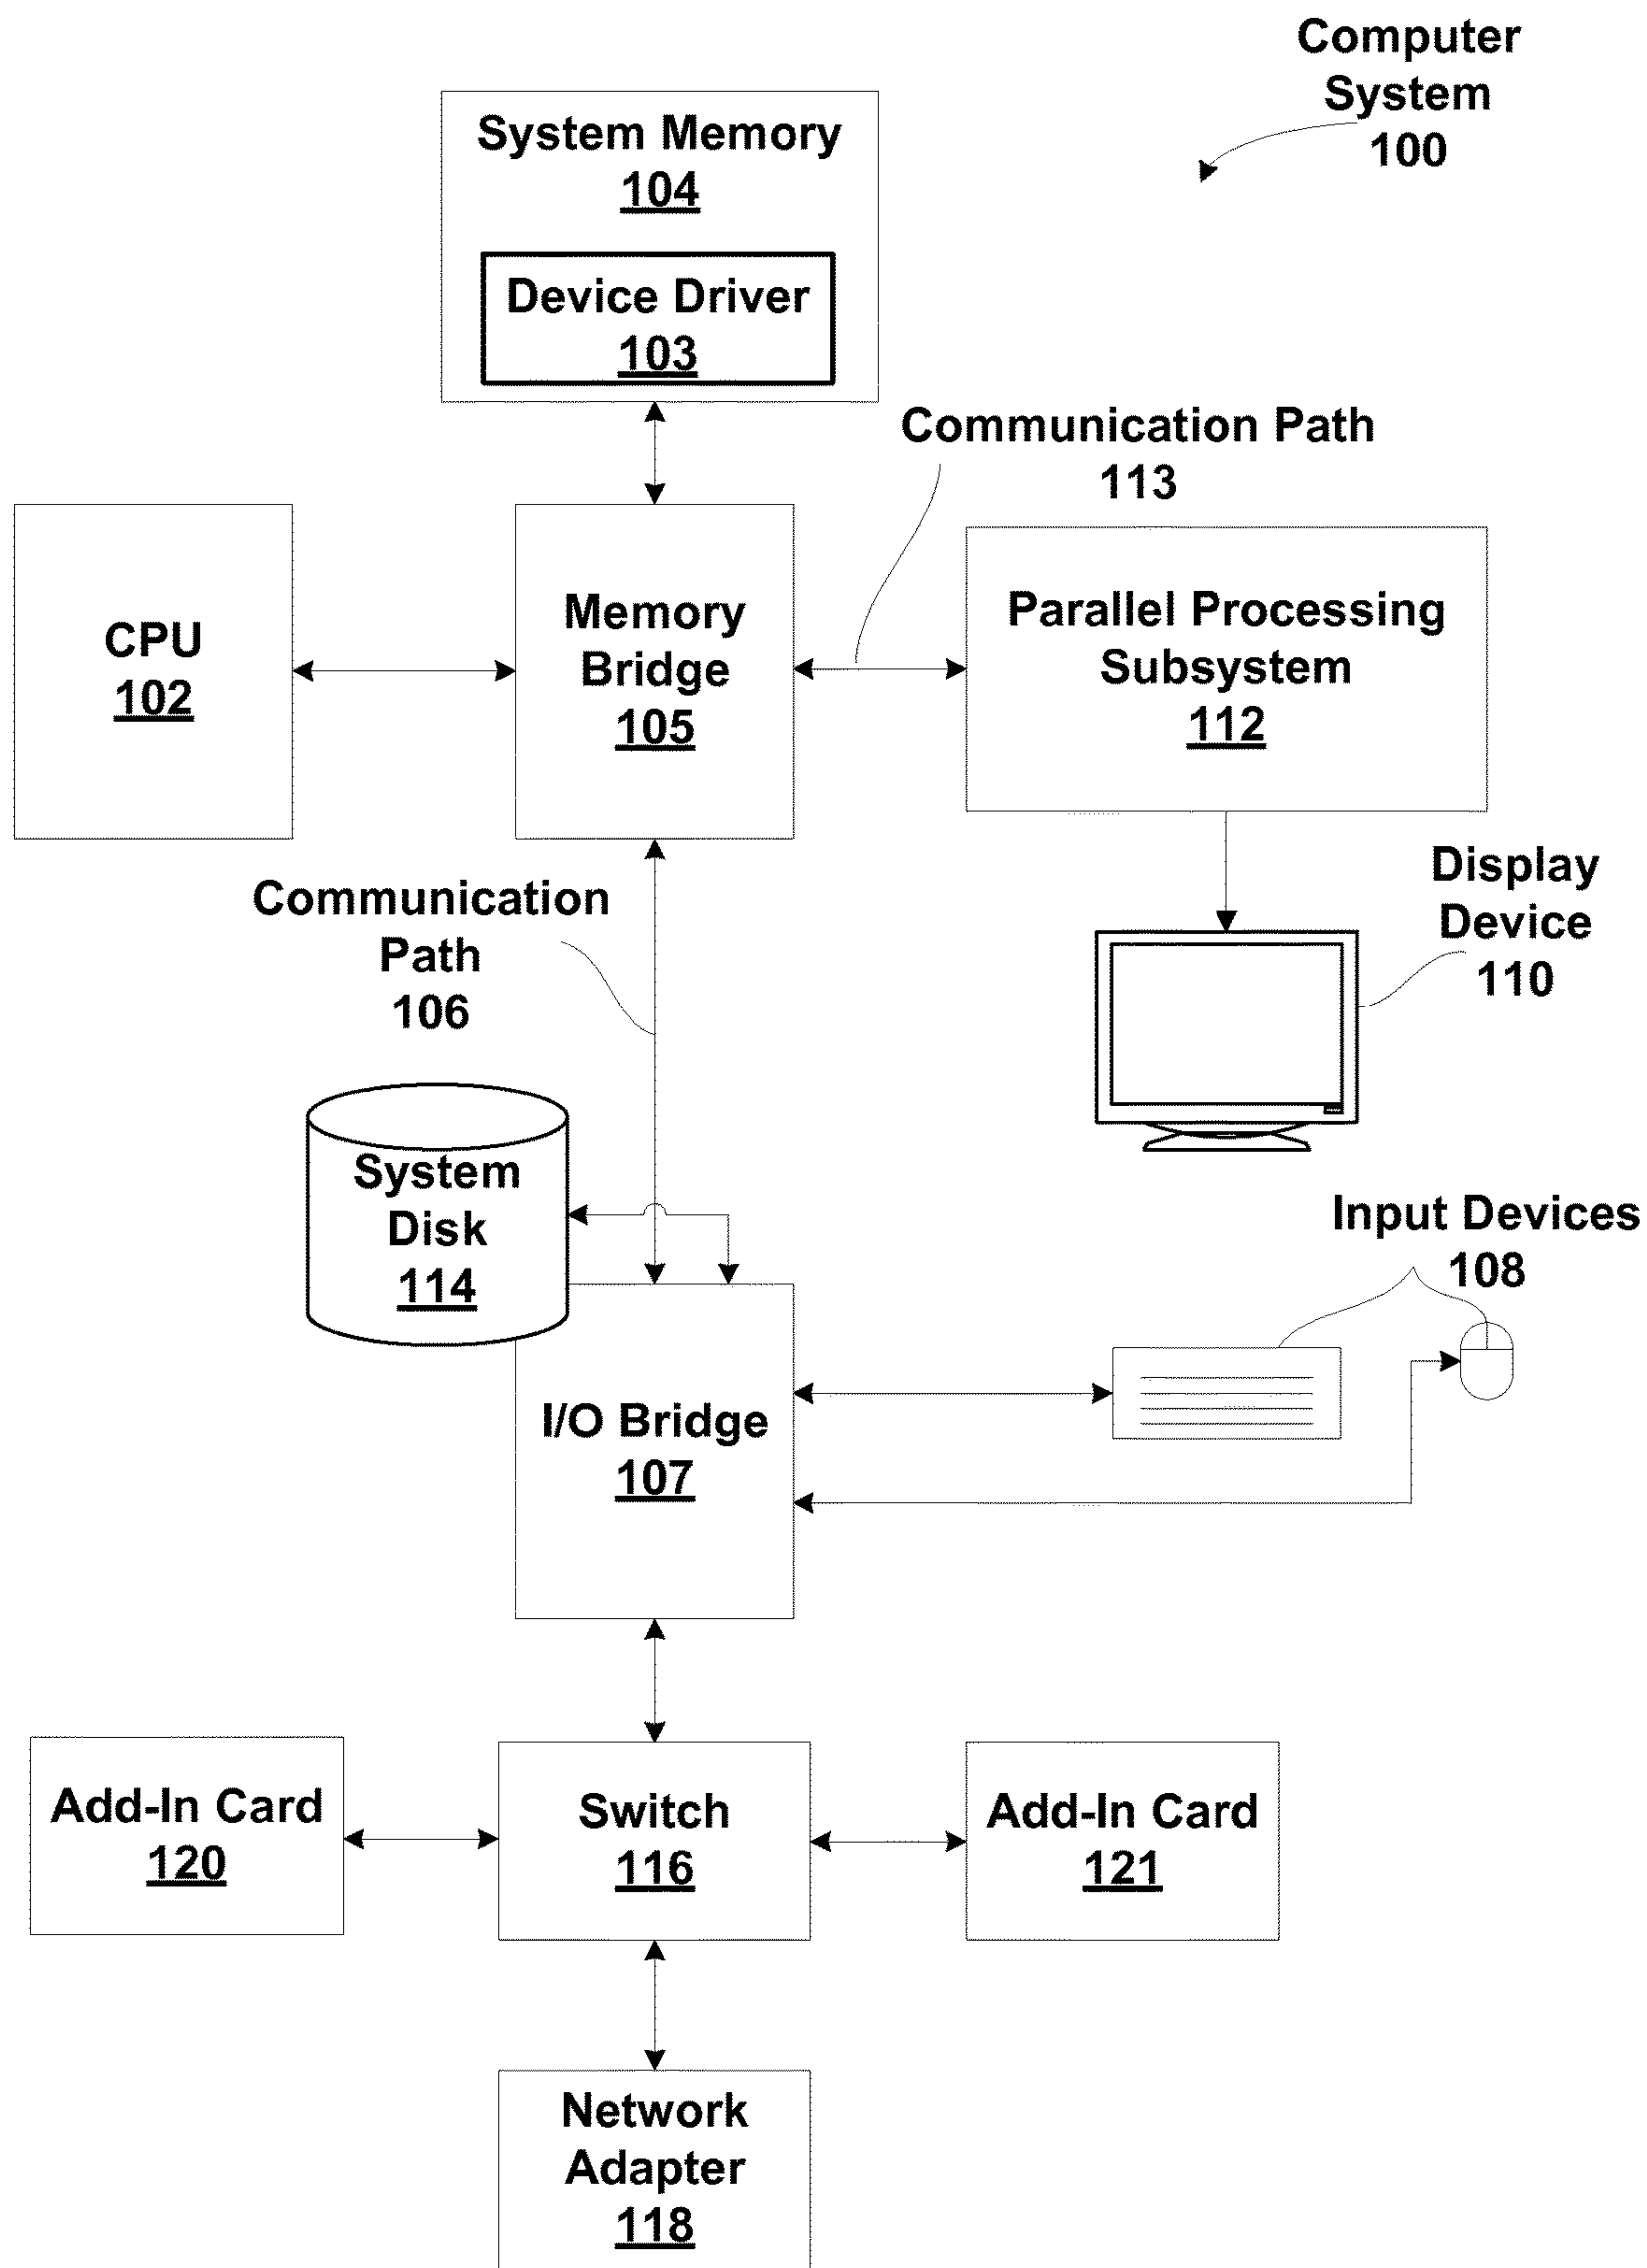 Computer
System
100
System Memory
104
Device Driver
103
Communication Path
113
CPU
102
Memory
Bridge
105
Parallel Processing
Subsystem
112
Communication
Path
106
Display
Device
110
System
Disk
114
Input Devices
108
I/O Bridge
107
Add-In Card
120
Switch
116
Add-In Card
121
Network
Adapter
118